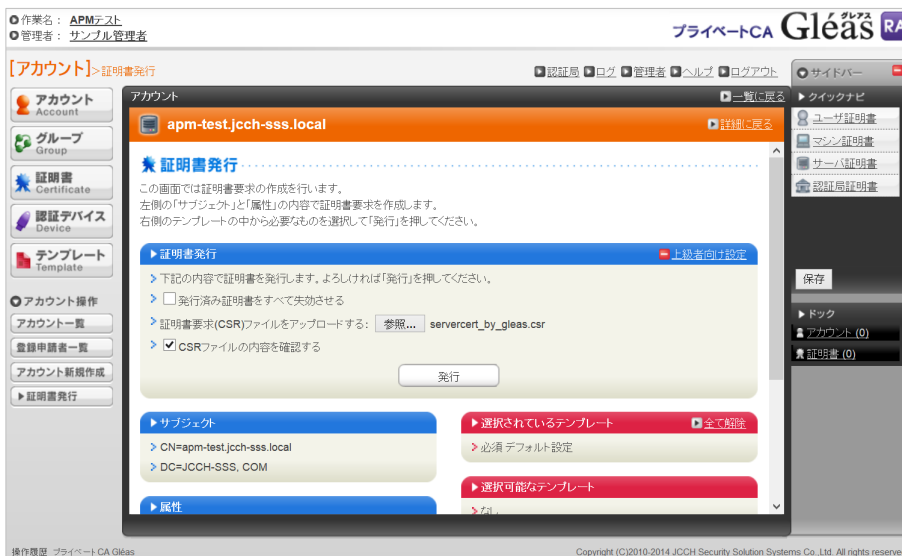 作業名： APMテスト
管理者： サンプル管理者
プライベートCA Gléas グレアス RA
[アカウント]>証明書発行
認証局 ログ 管理者 ヘルプ ログアウト
サイドバー
アカウント
Account
グループ
Group
証明書
Certificate
認証デバイス
Device
テンプレート
Template
アカウント操作
アカウント一覧
登録申請者一覧
アカウント新規作成
証明書発行
アカウント
一覧に戻る
apm-test.jcch-sss.local
詳細に戻る
証明書発行
この画面では証明書要求の作成を行います。
左側の「サブジェクト」と「属性」の内容で証明書要求を作成します。
右側のテンプレートの中から必要なものを選択して「発行」を押してください。
証明書発行
上級者向け設定
下記の内容で証明書を発行します。よろしければ「発行」を押してください。
発行済み証明書をすべて失効させる
証明書要求(CSR)ファイルをアップロードする： 参照... servercert_by_gleas.csr
CSRファイルの内容を確認する
発行
サブジェクト
CN=apm-test.jcch-sss.local
DC=JCCH-SSS, COM
属性
選択されているテンプレート
全て解除
必須 デフォルト設定
選択可能なテンプレート
なし
クイックナビ
ユーザ証明書
マシン証明書
サーバ証明書
認証局証明書
保存
ドック
アカウント (0)
証明書 (0)
操作履歴 プライベートCA Gléas
Copyright (C)2010-2014 JCCH Security Solution Systems Co.,Ltd. All rights reserve